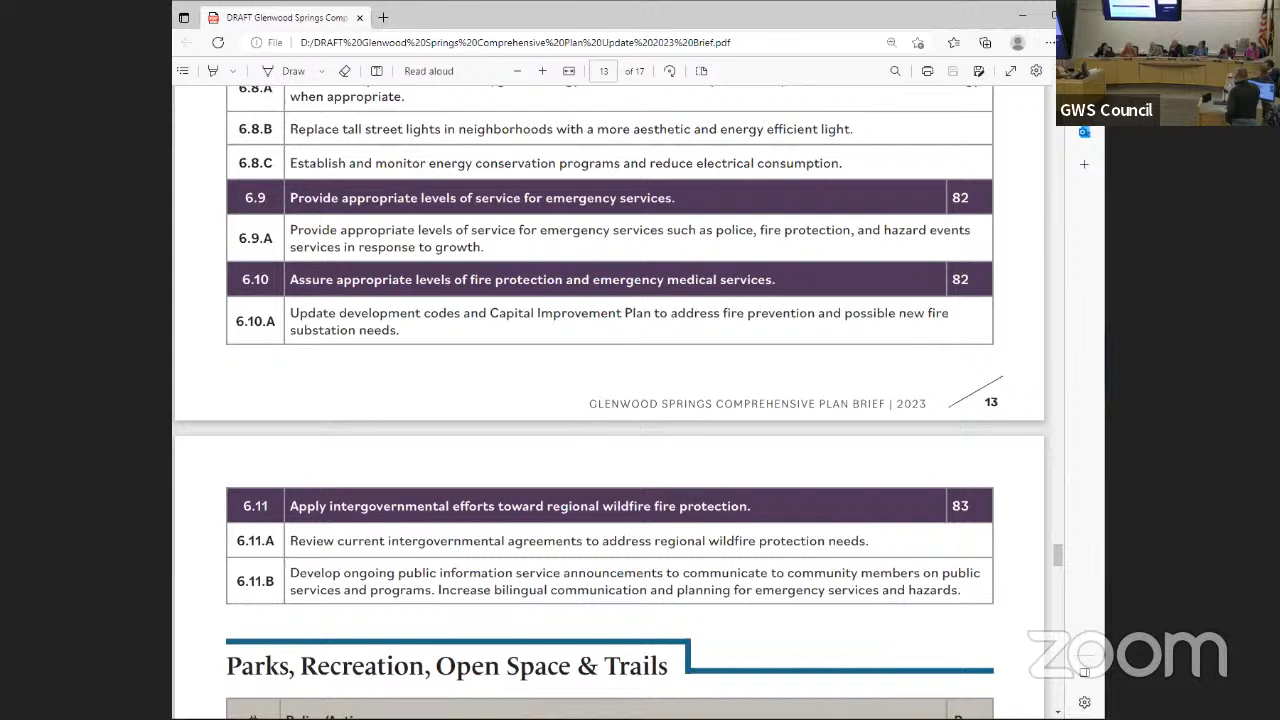 DRAFT Glenwood Springs Comp
File
D:/DRAFT%20Glenwood%20Springs%20Comprehensive%20Plan%20Update%202023%20Brief.pdf
Draw
Read aloud
13
of 17
6.8.A
when appropriate.
6.8.B
Replace tall street lights in neighborhoods with a more aesthetic and energy efficient light.
6.8.C
Establish and monitor energy conservation programs and reduce electrical consumption.
6.9
Provide appropriate levels of service for emergency services.
82
6.9.A
Provide appropriate levels of service for emergency services such as police, fire protection, and hazard events
services in response to growth.
6.10
Assure appropriate levels of fire protection and emergency medical services.
82
6.10.A
Update development codes and Capital Improvement Plan to address fire prevention and possible new fire
substation needs.
GLENWOOD SPRINGS COMPREHENSIVE PLAN BRIEF | 2023
13
6.11
Apply intergovernmental efforts toward regional wildfire fire protection.
83
6.11.A
Review current intergovernmental agreements to address regional wildfire protection needs.
6.11.B
Develop ongoing public information service announcements to communicate to community members on public
services and programs. Increase bilingual communication and planning for emergency services and hazards.
Parks, Recreation, Open Space & Trails
GWS Council
zoom